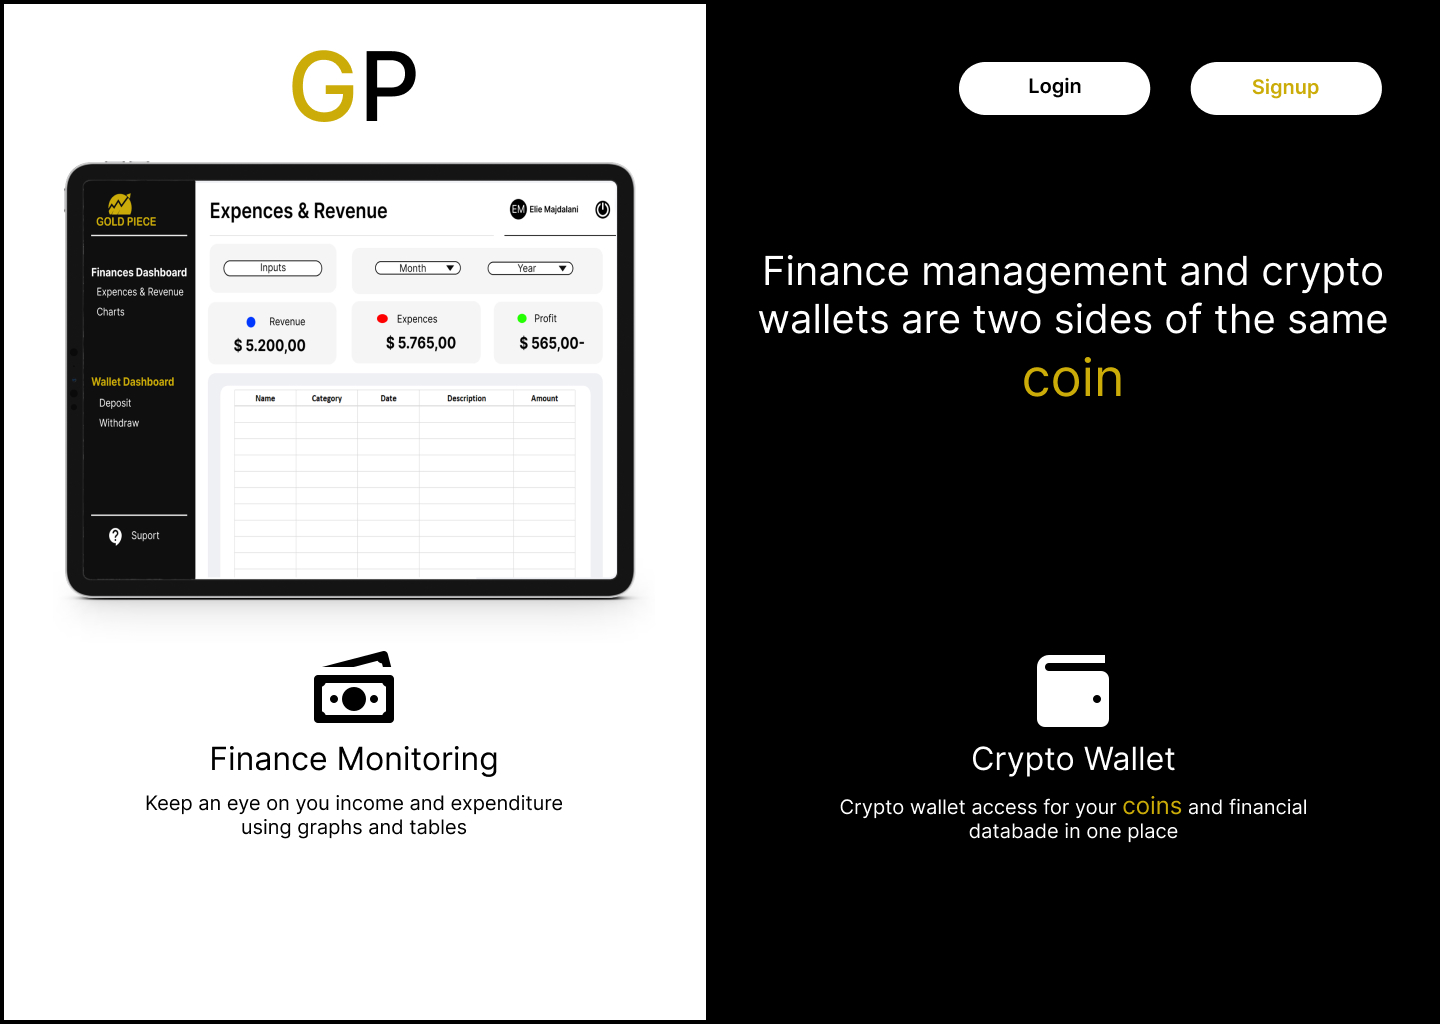 GP
GOLD PIECE
Finances Dashboard
Expences & Revenue
Charts
Wallet Dashboard
Deposit
Withdraw
Suport
Expences & Revenue
EM Elie Majdalani
Inputs
Month
Year
Revenue
$ 5.200,00
Expences
$ 5.765,00
Profit
$ 565,00-
Name Category Date Description Amount
Finance Monitoring
Keep an eye on you income and expenditure
using graphs and tables
Login
Signup
Finance management and crypto
wallets are two sides of the same
coin
Crypto Wallet
Crypto wallet access for your coins and financial
databade in one place